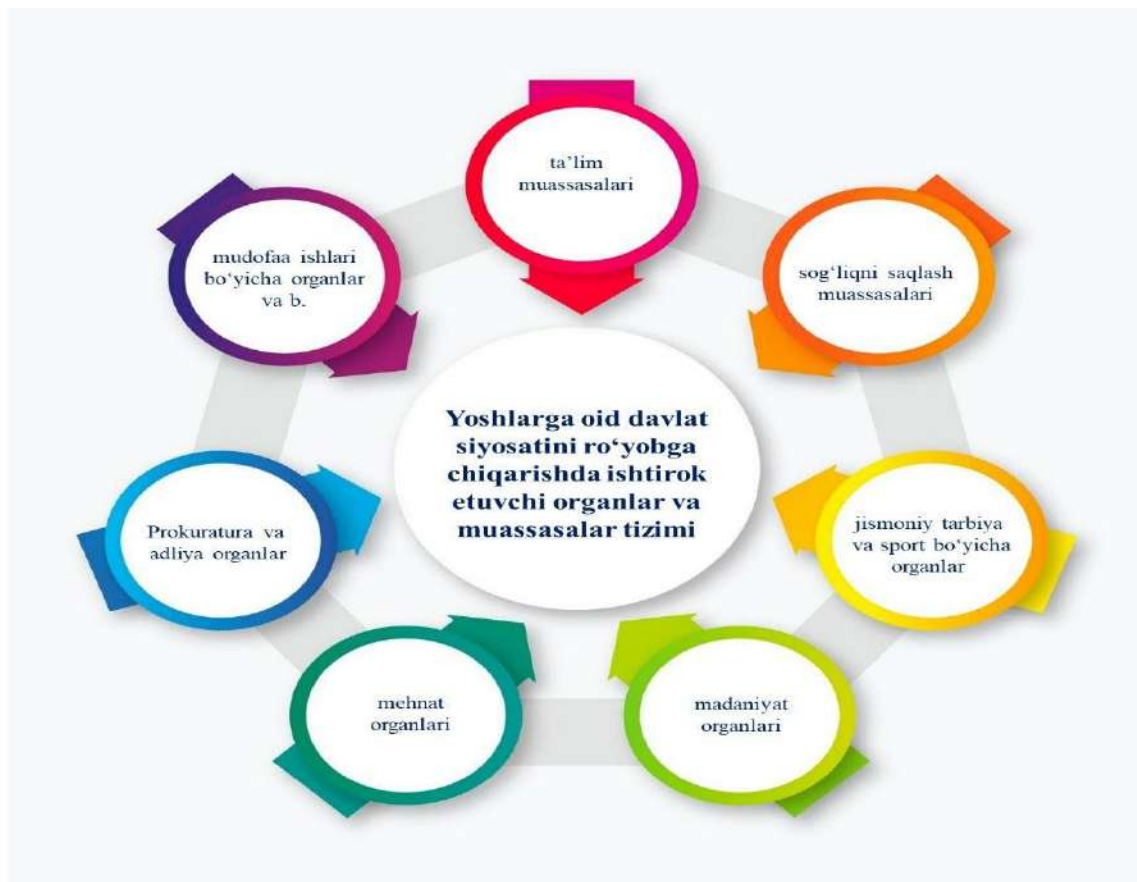 ta’lim
muassasalari
sog‘liqni saqlash
muassasalari
jismoniy tarbiya
va sport bo‘yicha
organlar
madaniyat
organlari
mehnat
organlari
Prokuratura va
adliya organlar
mudofaa ishlari
bo‘yicha organlar
va b.
Yoshlarga oid davlat
siyosatini ro‘yobga
chiqarishda ishtirok
etuvchi organlar va
muassasalar tizimi